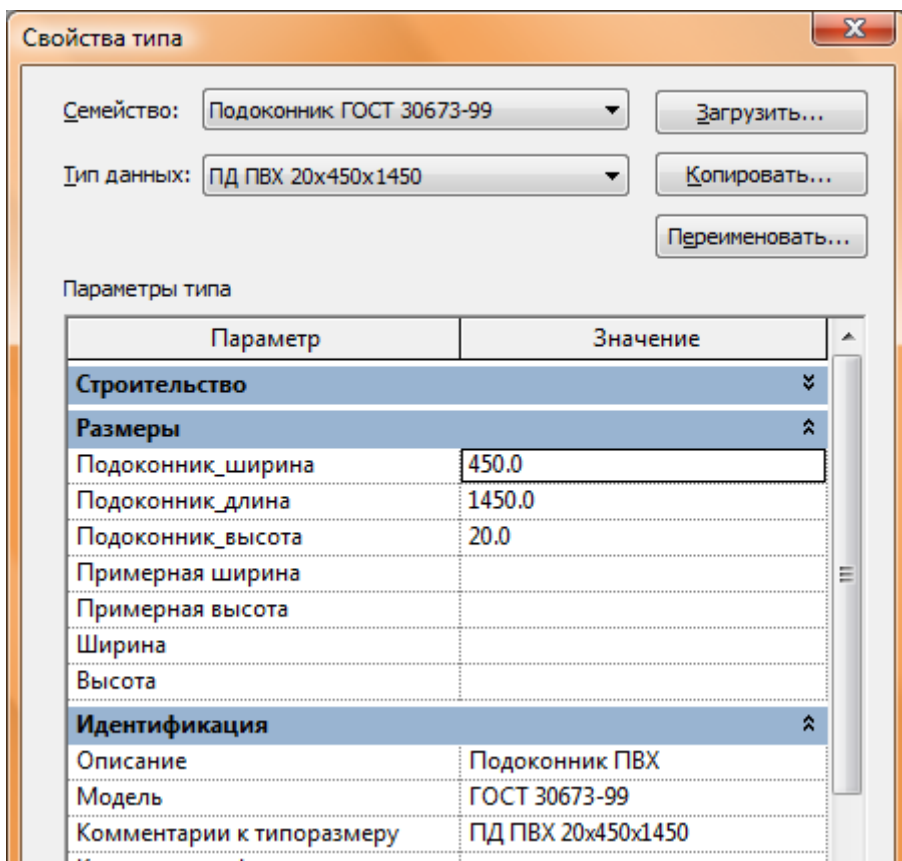 Свойства типа
Семейство: Подоконник ГОСТ 30673-99 Загрузить...
Тип данных: ПД ПВХ 20x450x1450 Копировать...
Переименовать...
Параметры типа
Параметр Значение
Строительство
Размеры
Подоконник_ширина 450.0
Подоконник_длина 1450.0
Подоконник_высота 20.0
Примерная ширина
Примерная высота
Ширина
Высота
Идентификация
Описание Подоконник ПВХ
Модель ГОСТ 30673-99
Комментарии к типоразмеру ПД ПВХ 20x450x1450